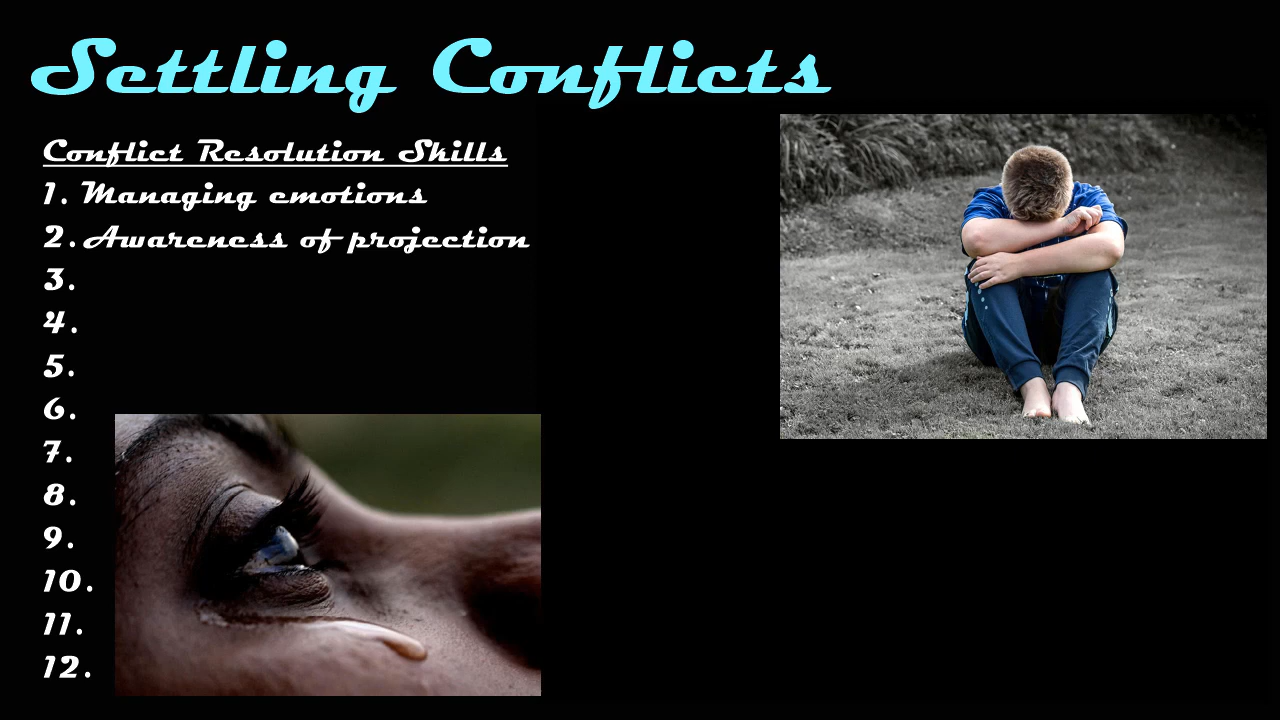 Settling Conflicts
Conflict Resolution Skills
1. Managing emotions
2. Awareness of projection
3.
4.
5.
6.
7.
8.
9.
10.
11.
12.